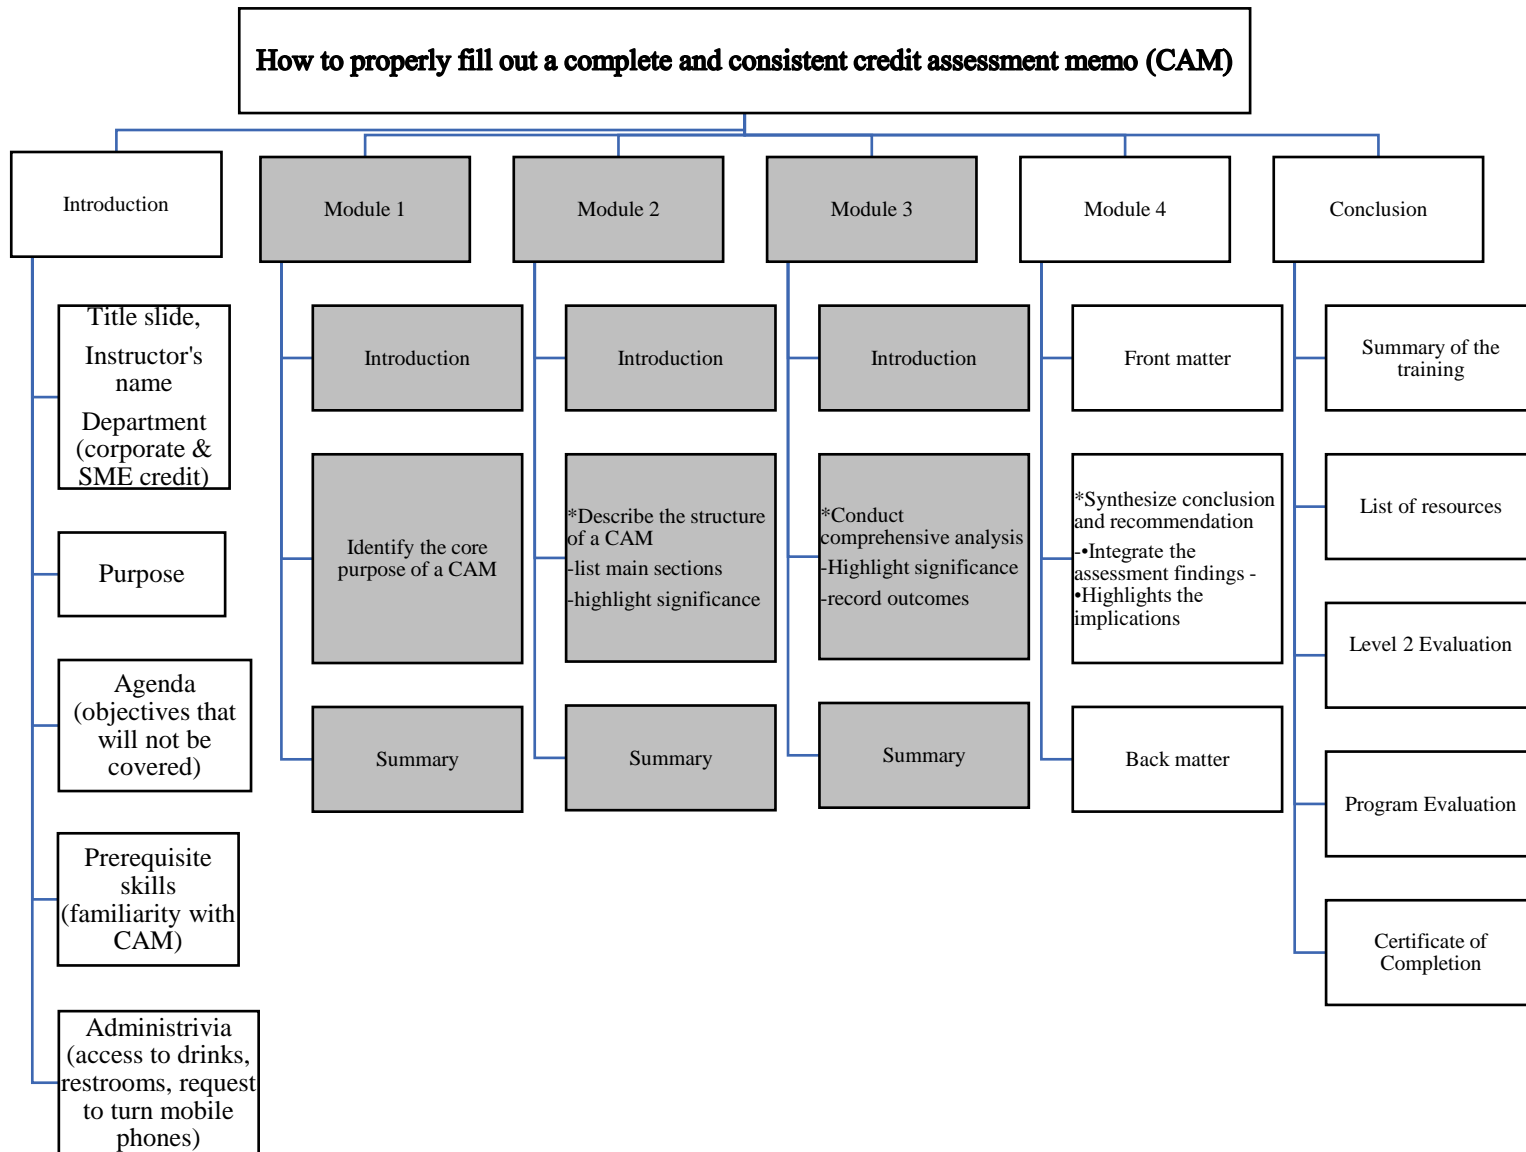 How to properly fill out a complete and consistent credit assessment memo (CAM)
Introduction
Title slide,
Instructor's
name
Department
(corporate &
SME credit)
Purpose
Agenda
(objectives that
will not be
covered)
Prerequisite
skills
(familiarity with
CAM)
Administrivia
(access to drinks,
restrooms, request
to turn mobile
phones)
Module 1
Introduction
Identify the core
purpose of a CAM
Summary
Module 2
Introduction
*Describe the structure
of a CAM
-list main sections
-highlight significance
Summary
Module 3
Introduction
*Conduct
comprehensive analysis
-Highlight significance
-record outcomes
Summary
Module 4
Front matter
*Synthesize conclusion
and recommendation
-•Integrate the
assessment findings -
•Highlights the
implications
Back matter
Conclusion
Summary of the
training
List of resources
Level 2 Evaluation
Program Evaluation
Certificate of
Completion